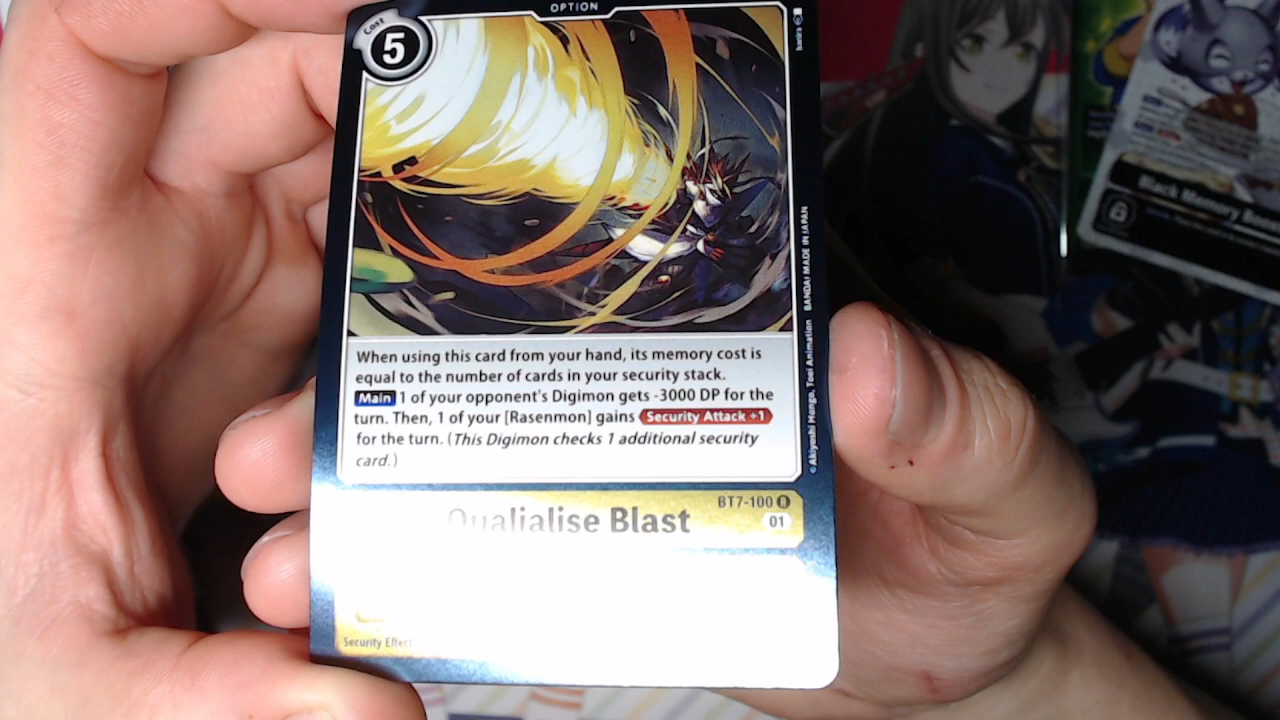 OPTION
Cost
5
When using this card from your hand, its memory cost is
equal to the number of cards in your security stack.
Main 1 of your opponent's Digimon gets -3000 DP for the
turn. Then, 1 of your [Rasenmon] gains Security Attack +1
for the turn. (This Digimon checks 1 additional security
card.)
BT7-100 R
Qualialise Blast
01
Security Effect
© Akiyoshi Hongo, Toei Animation BANDAI MADE IN JAPAN
Black Memory